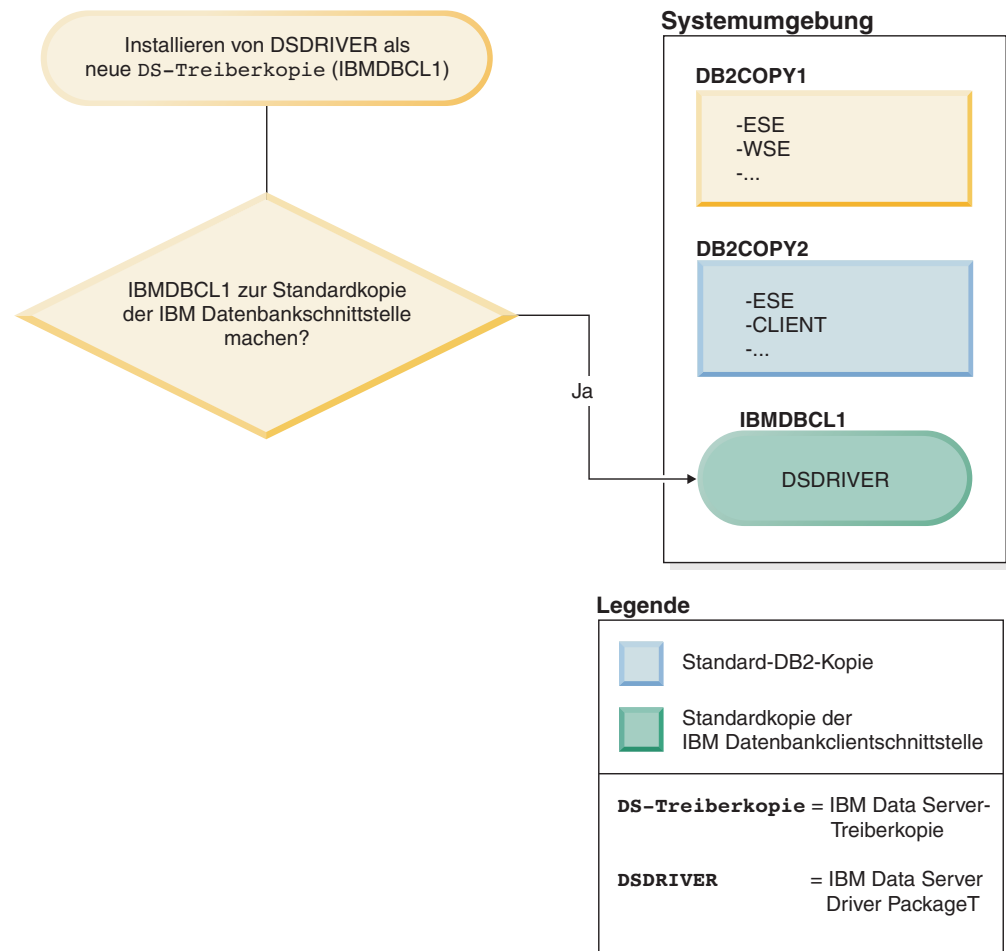 Installieren von DSDRIVER als
neue DS-Treiberkopie (IBMDBCL1)
IBMDBCL1 zur Standardkopie
der IBM Datenbankschnittstelle
machen?
Ja
Systemumgebung
DB2COPY1
-ESE
-WSE
-...
DB2COPY2
-ESE
-CLIENT
-...
IBMDBCL1
DSDRIVER
Legende
Standard-DB2-Kopie
Standardkopie der
IBM Datenbankclientschnittstelle
DS-Treiberkopie = IBM Data Server-
Treiberkopie
DSDRIVER = IBM Data Server
Driver PackageT